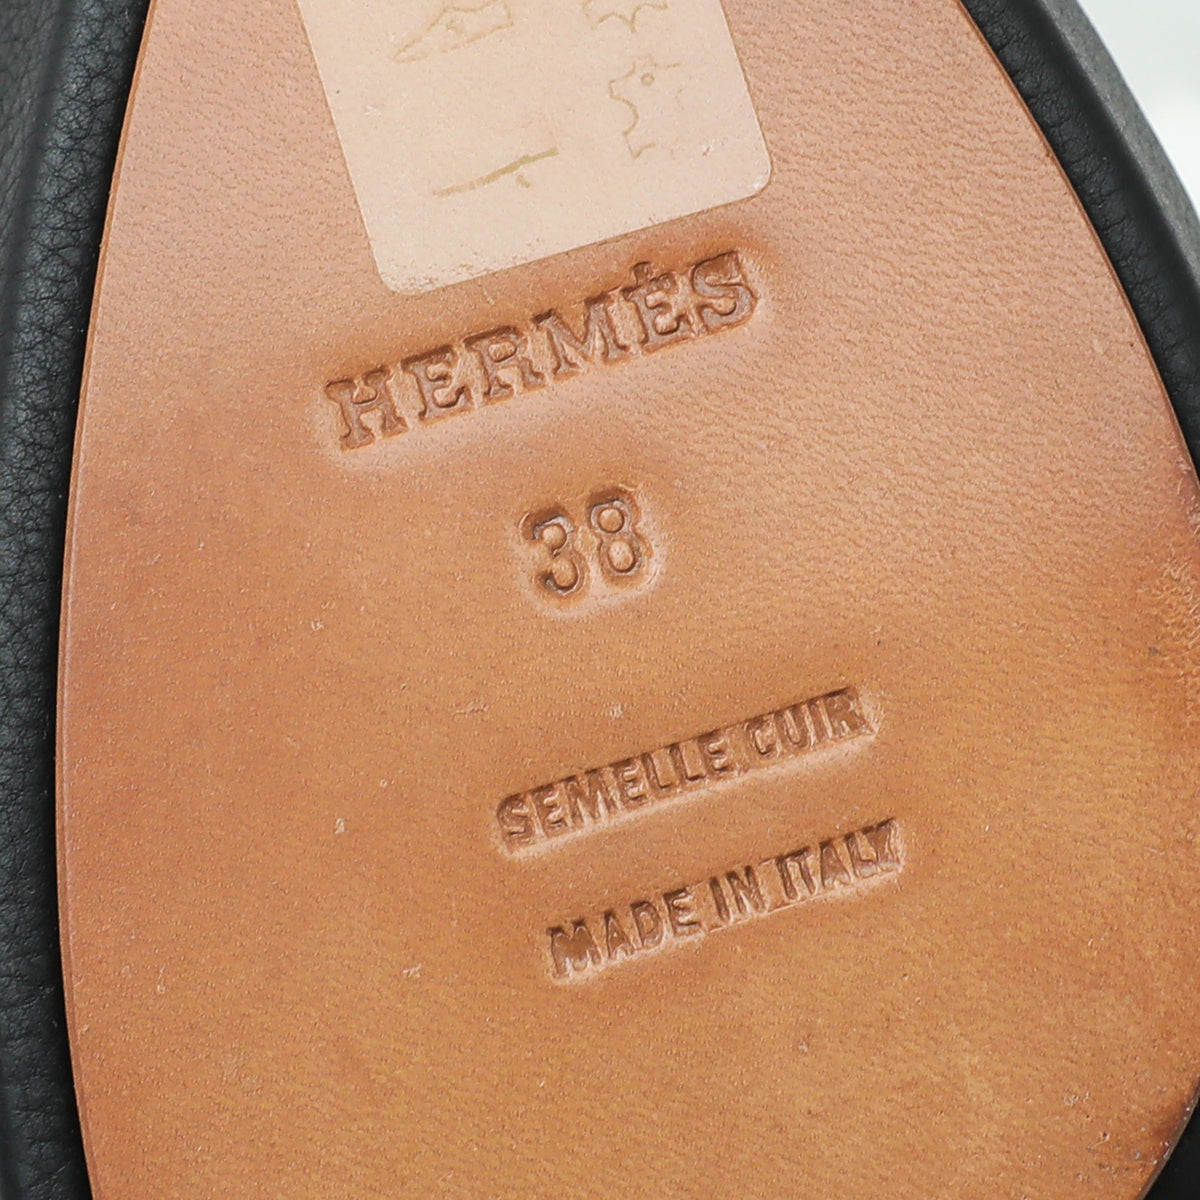 HERMÈS
38
SEMELLE CUIR
MADE IN ITALY